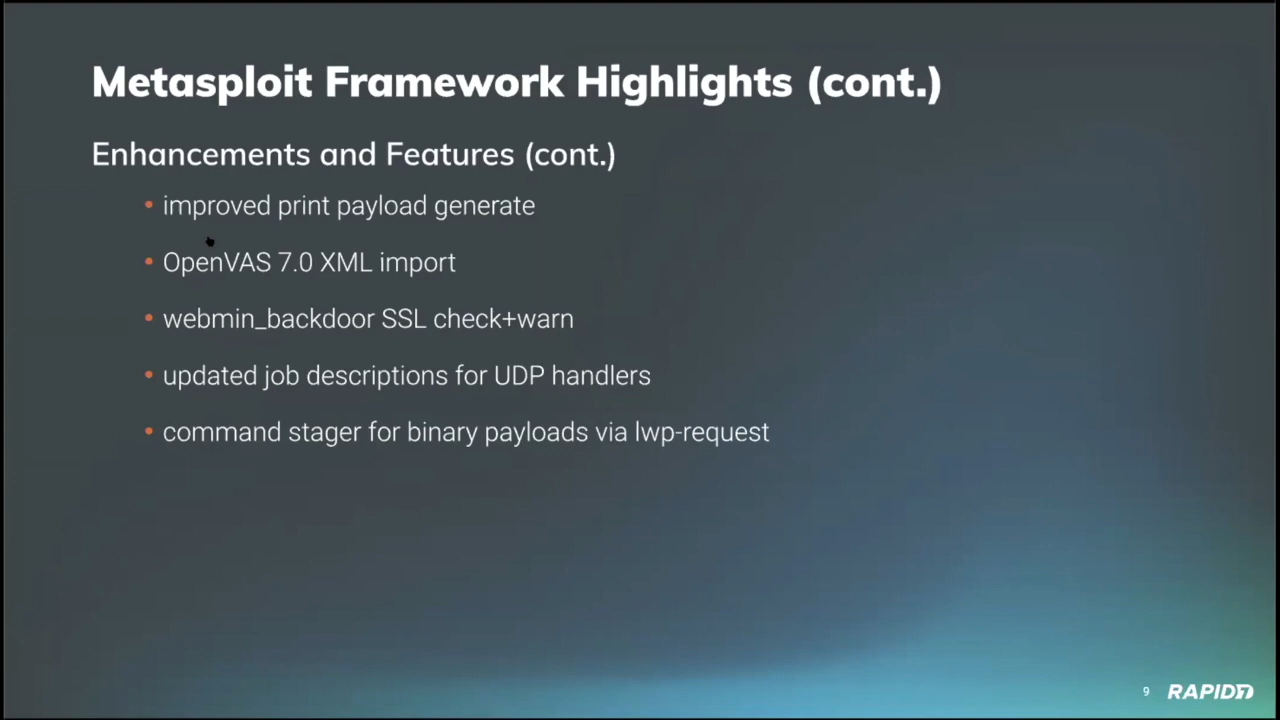 Metasploit Framework Highlights (cont.)
Enhancements and Features (cont.)
• improved print payload generate
• OpenVAS 7.0 XML import
• webmin_backdoor SSL check+warn
• updated job descriptions for UDP handlers
• command stager for binary payloads via lwp-request
9 RAPID7